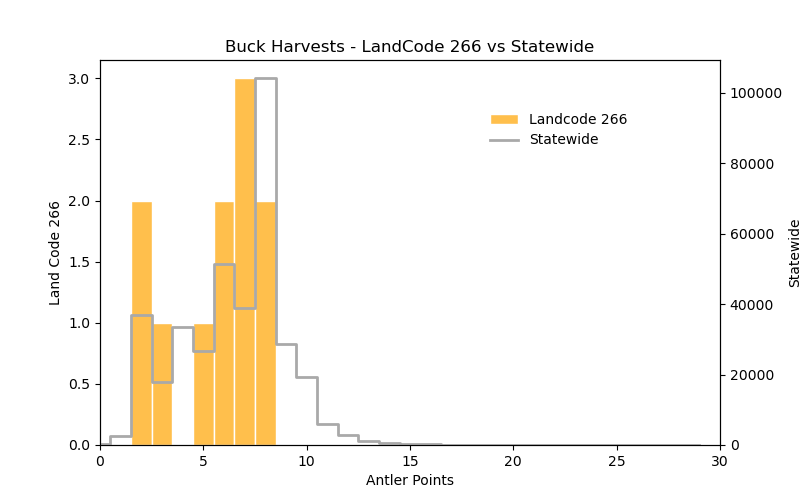 Buck Harvests - LandCode 266 vs Statewide
3.0
2.5
2.0
1.5
1.0
0.5
0.0
Land Code 266
100000
80000
60000
40000
20000
0
Statewide
Landcode 266
Statewide
0 5 10 15 20 25 30
Antler Points